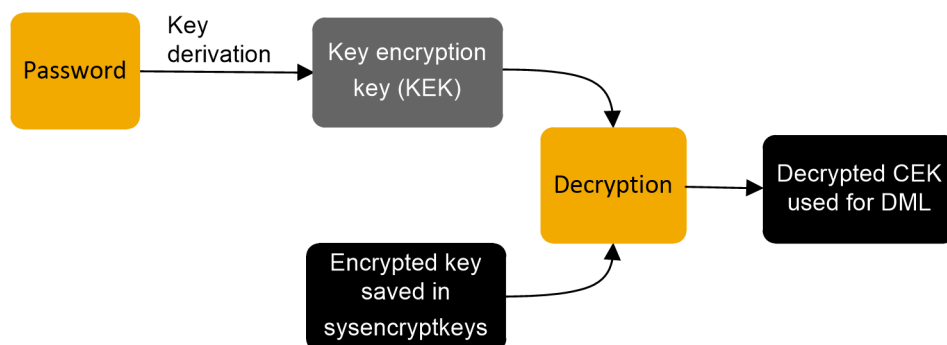 Key
derivation
Password
Key encryption
key (KEK)
Decryption
Decrypted CEK
used for DML
Encrypted key
saved in
sysencryptkeys